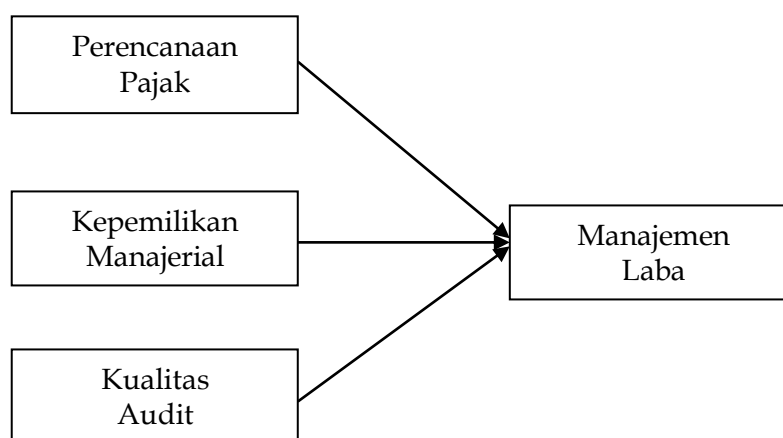 Perencanaan
Pajak
Kepemilikan
Manajerial
Manajemen
Laba
Kualitas
Audit